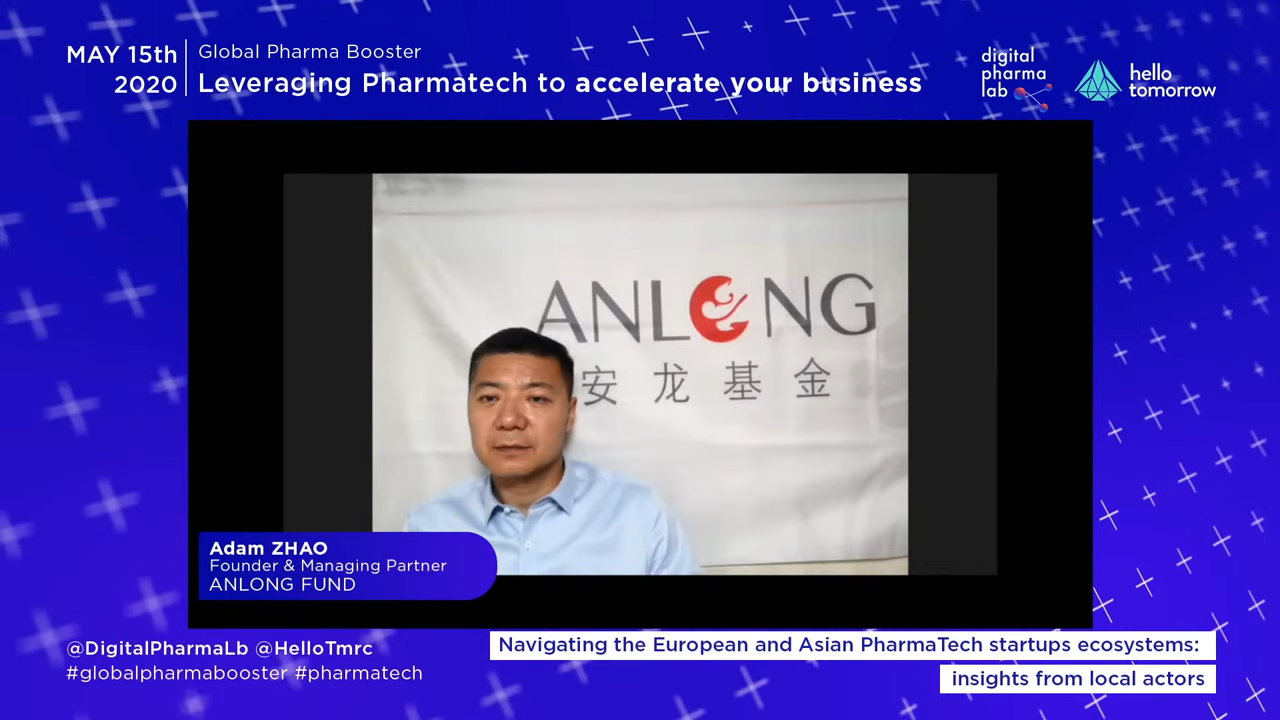 MAY 15th
2020
Global Pharma Booster
Leveraging Pharmatech to accelerate your business
digital
pharma
lab
hello
tomorrow
ANLONG
安龙基金
Adam ZHAO
Founder & Managing Partner
ANLONG FUND
@DigitalPharmaLb @HelloTmrc
#globalpharmabooster #pharmatech
Navigating the European and Asian PharmaTech startups ecosystems:
insights from local actors